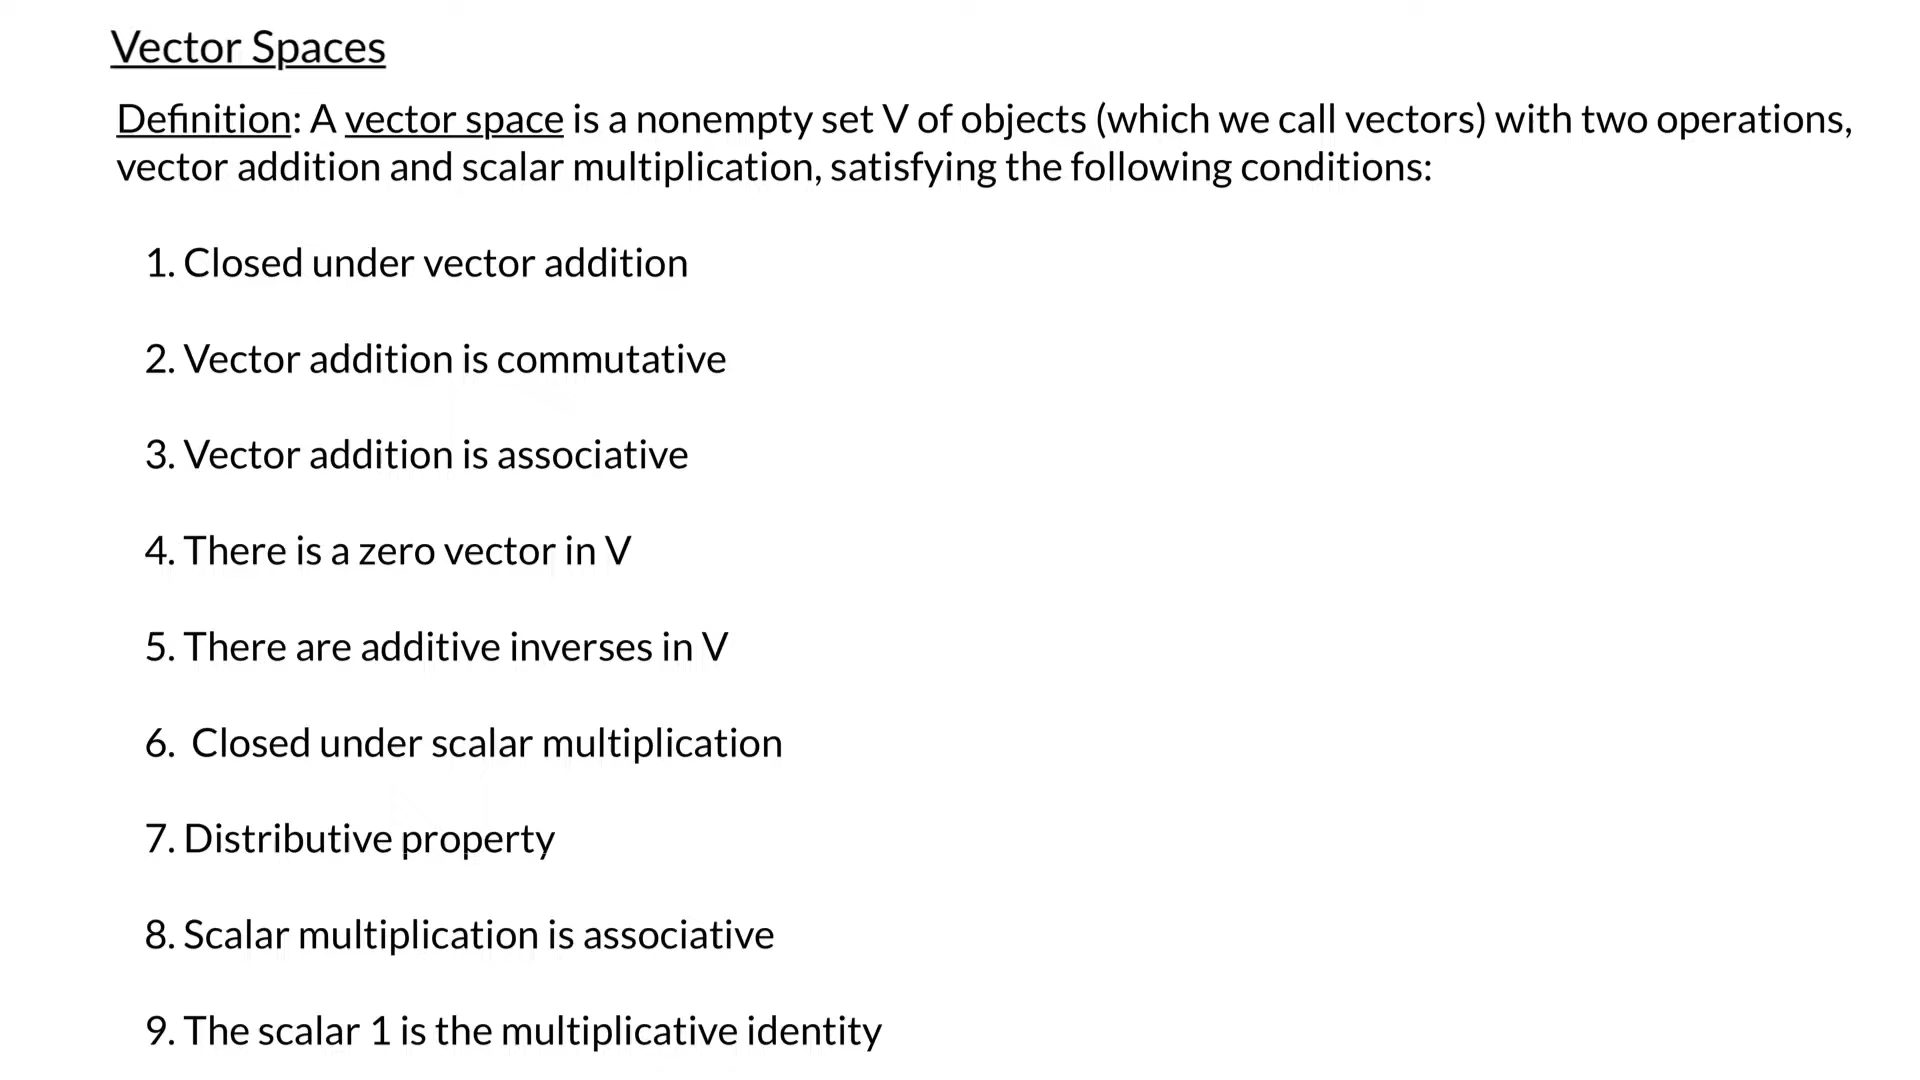 Vector Spaces
Definition: A vector space is a nonempty set V of objects (which we call vectors) with two operations,
vector addition and scalar multiplication, satisfying the following conditions:
1. Closed under vector addition
2. Vector addition is commutative
3. Vector addition is associative
4. There is a zero vector in V
5. There are additive inverses in V
6. Closed under scalar multiplication
7. Distributive property
8. Scalar multiplication is associative
9. The scalar 1 is the multiplicative identity